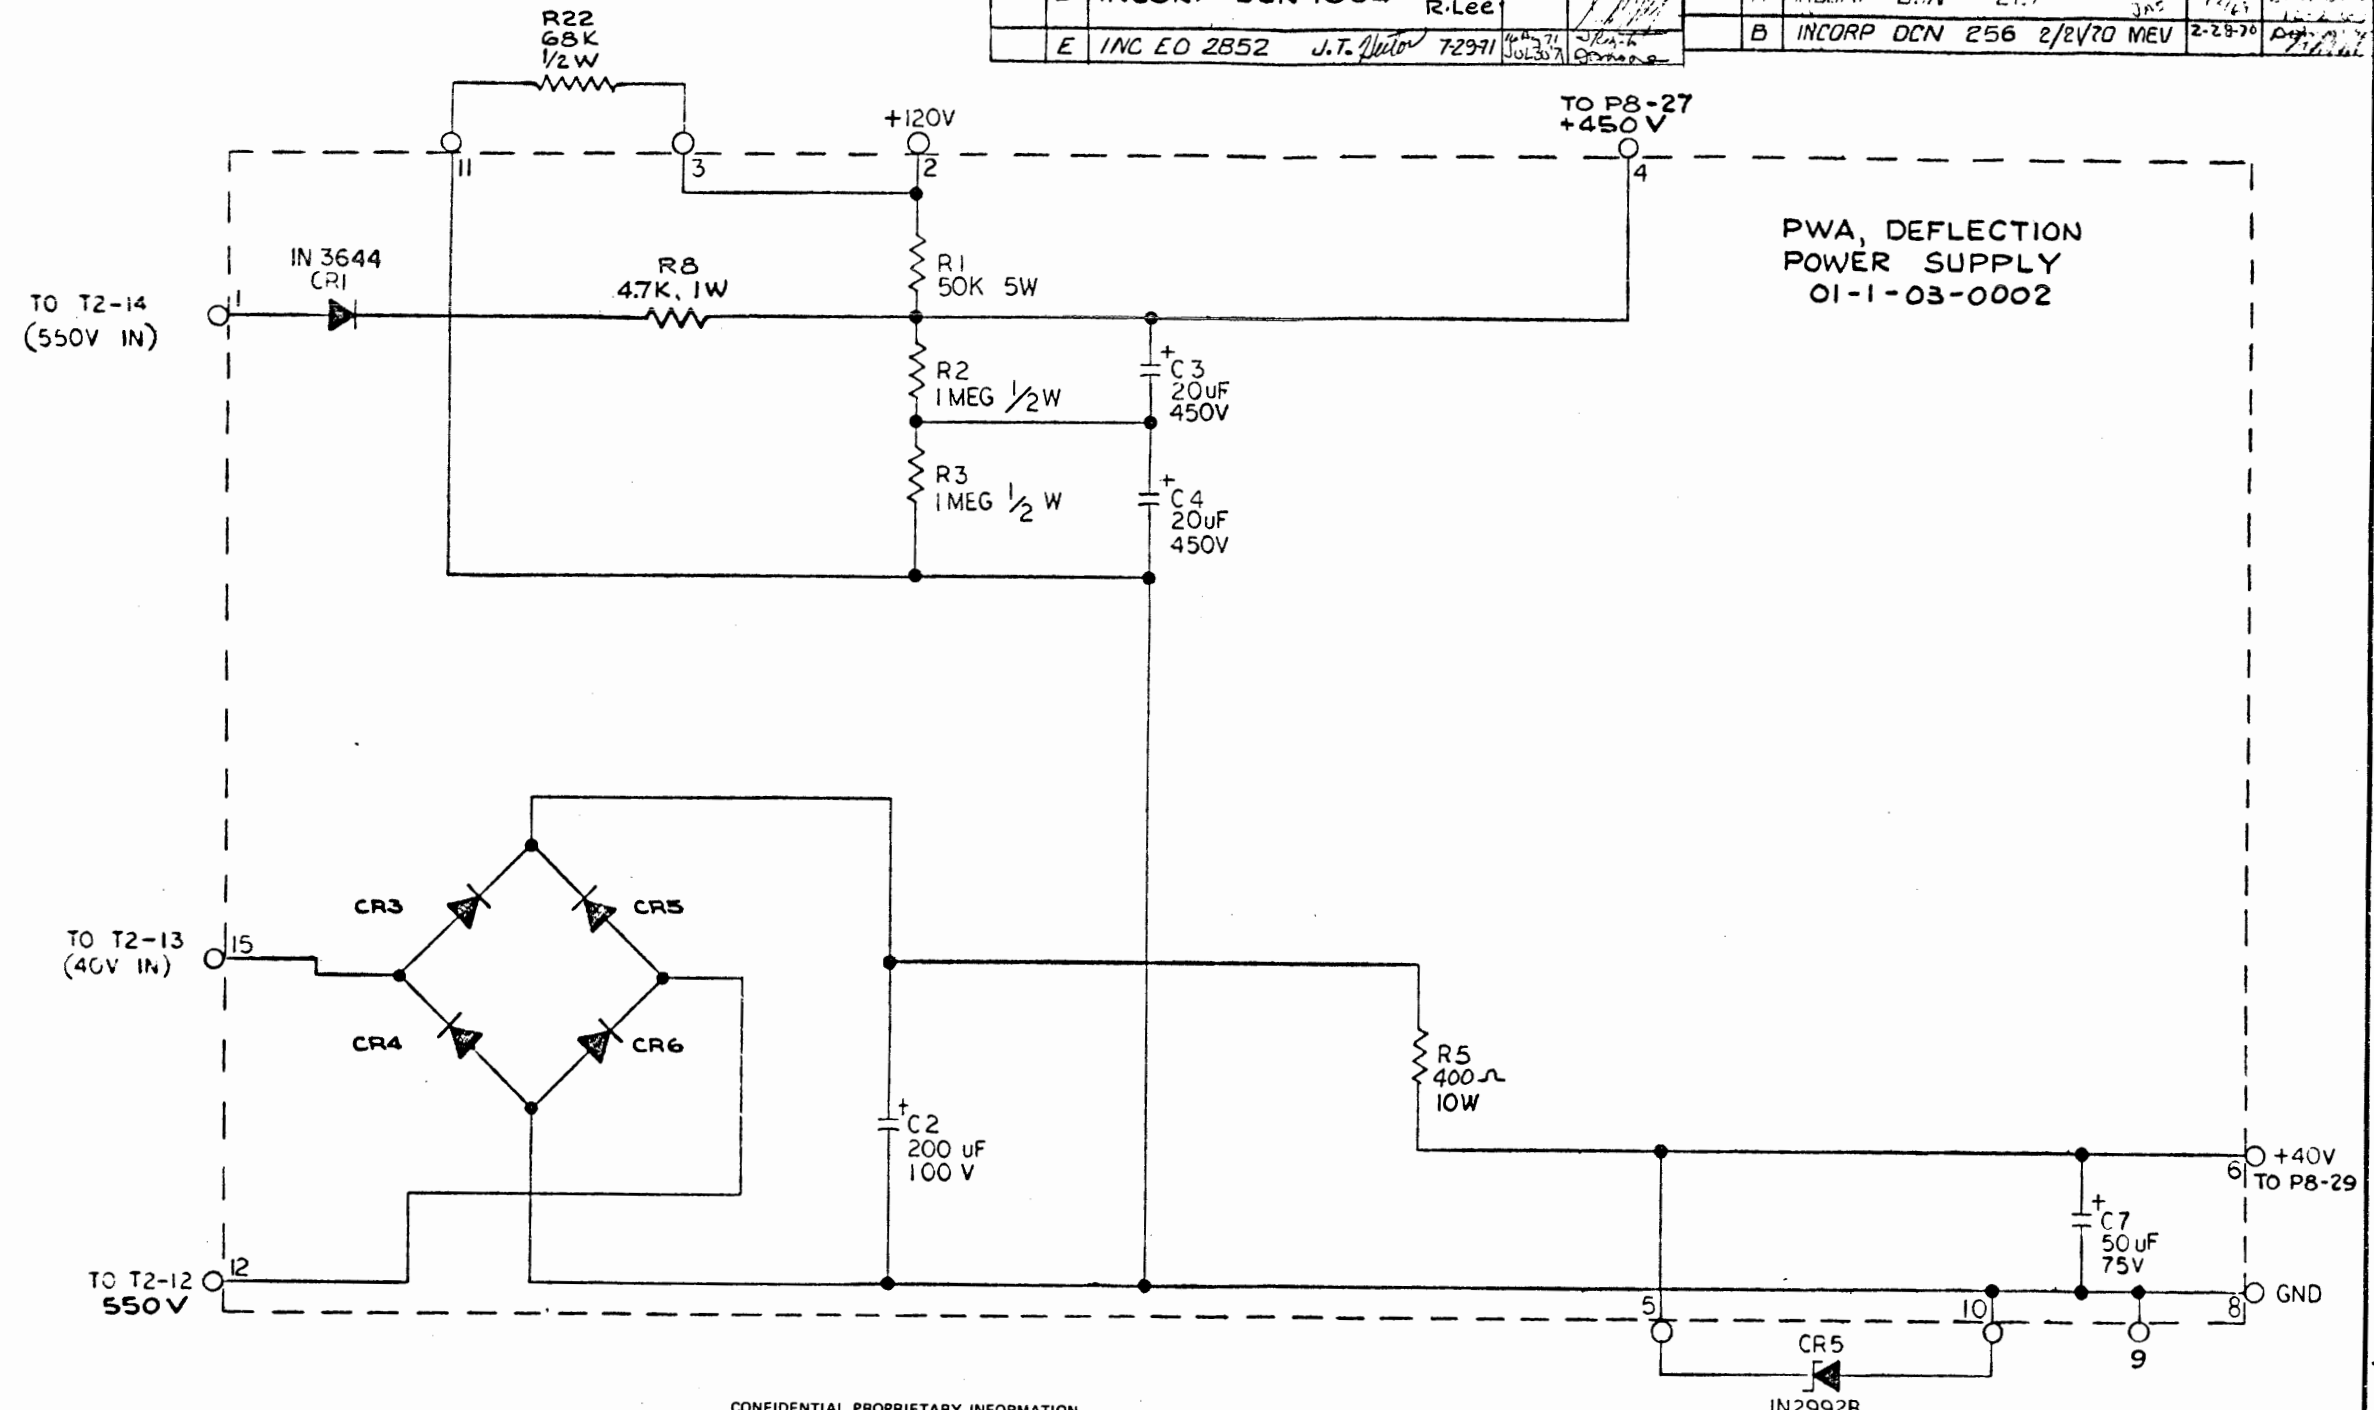 R22
68K
1/2 W
R.Lee
E INC EO 2852 J.T. 7-29-71
B INCORP DCN 256 2/21/70 MEV 2-28-70
+120V
TO P8-27
+450V
11
3
2
4
PWA, DEFLECTION
POWER SUPPLY
01-1-03-0002
IN 3644
CR1
R8
4.7K, 1W
R1
50K 5W
TO T2-14
(550V IN)
1
R2
1 MEG 1/2 W
+
C3
20uF
450V
R3
1 MEG 1/2 W
+
C4
20uF
450V
CR3
CR5
TO T2-13
(40V IN)
15
CR4
CR6
R5
400Ω
10W
+
C2
200 uF
100 V
6
+40V
TO P8-29
+
C7
50 uF
75V
TO T2-12
550V
12
5
10
8
GND
9
CR5
IN2992B
CONFIDENTIAL PROPRIETARY INFORMATION